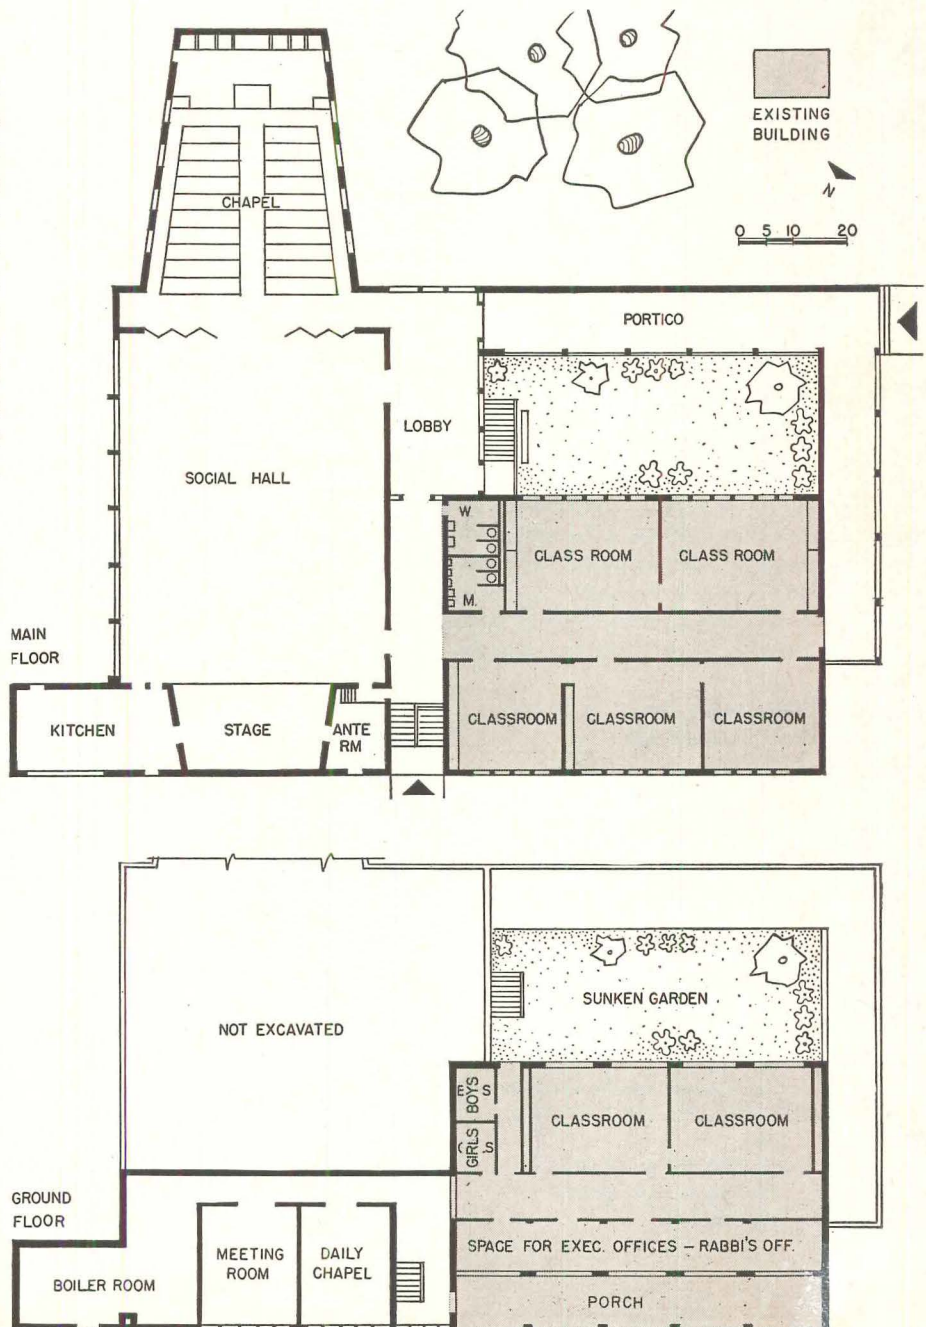 EXISTING
BUILDING
N
0 5 10 20
CHAPEL
PORTICO
LOBBY
SOCIAL HALL
W.
CLASS ROOM
CLASS ROOM
M.
MAIN
FLOOR
KITCHEN
STAGE
ANTE
RM
CLASSROOM
CLASSROOM
CLASSROOM
SUNKEN GARDEN
NOT EXCAVATED
BOYS
GIRLS
CLASSROOM
CLASSROOM
GROUND
FLOOR
MEETING
ROOM
DAILY
CHAPEL
SPACE FOR EXEC. OFFICES – RABBI'S OFF.
BOILER ROOM
PORCH